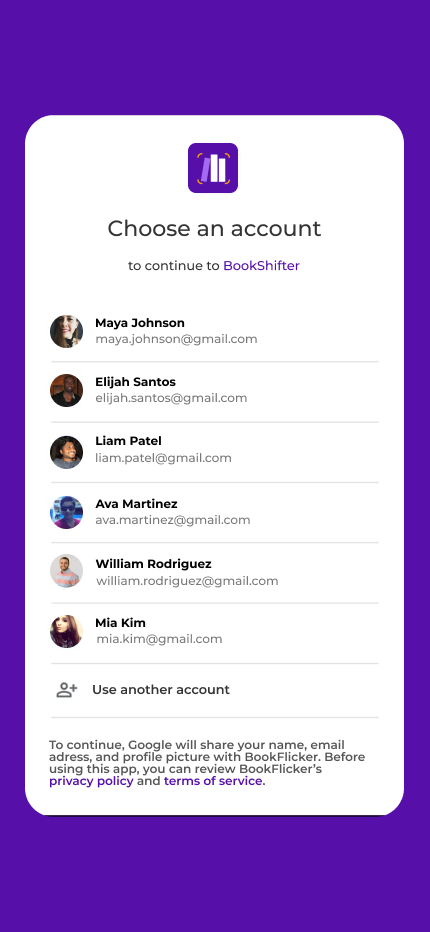 Choose an account
to continue to BookShifter
Maya Johnson
maya.johnson@gmail.com
Elijah Santos
elijah.santos@gmail.com
Liam Patel
liam.patel@gmail.com
Ava Martinez
ava.martinez@gmail.com
William Rodriguez
william.rodriguez@gmail.com
Mia Kim
mia.kim@gmail.com
Use another account
To continue, Google will share your name, email
adress, and profile picture with BookFlicker. Before
using this app, you can review BookFlicker’s
privacy policy and terms of service.